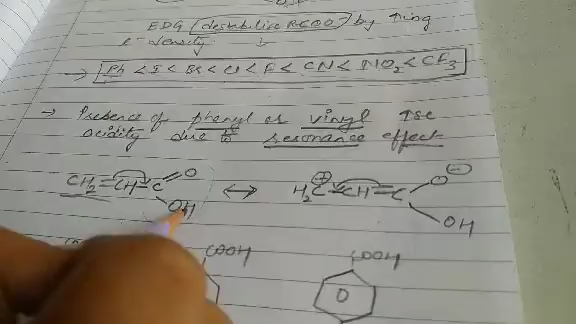 EDG (destabilise RCOO⁻) by ↑ing
e⁻ density
→ Ph < I < Br < Cl < F < CN < NO₂ < CF₃
→ Presence of phenyl or vinyl ↑se
acidity due to resonance effect
CH₂=CH-C O OH ↔ H₂C⊕-CH=C O⊖ OH
COOH COOH